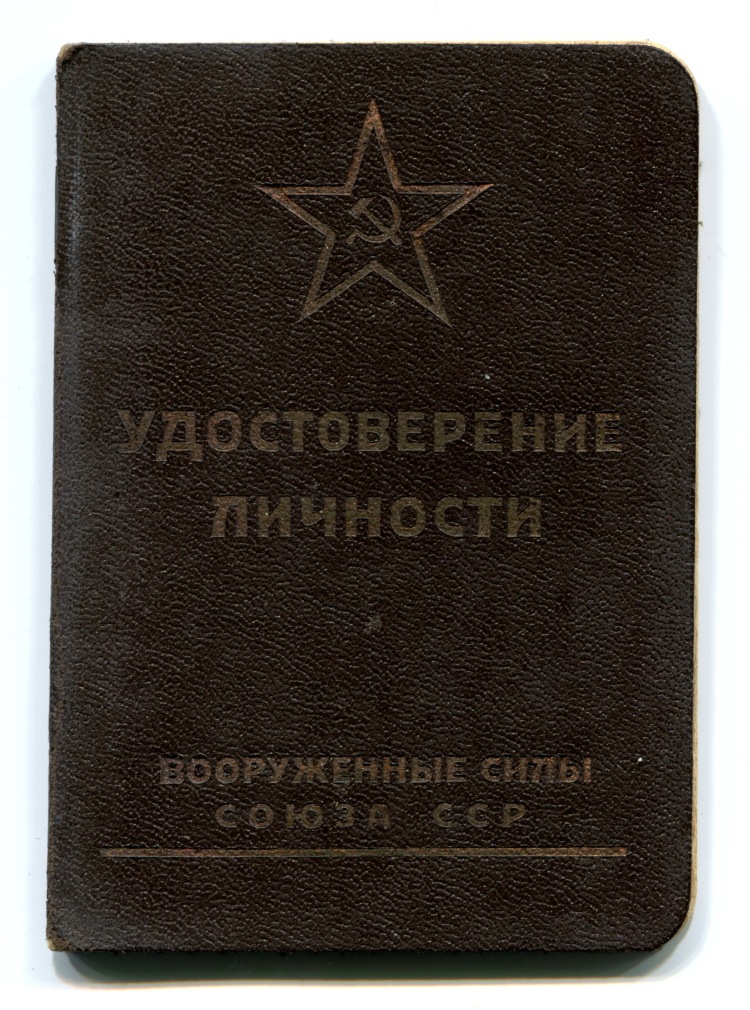 УДОСТОВЕРЕНИЕ
ЛИЧНОСТИ
ВООРУЖЕННЫЕ СИЛЫ
СОЮЗА ССР